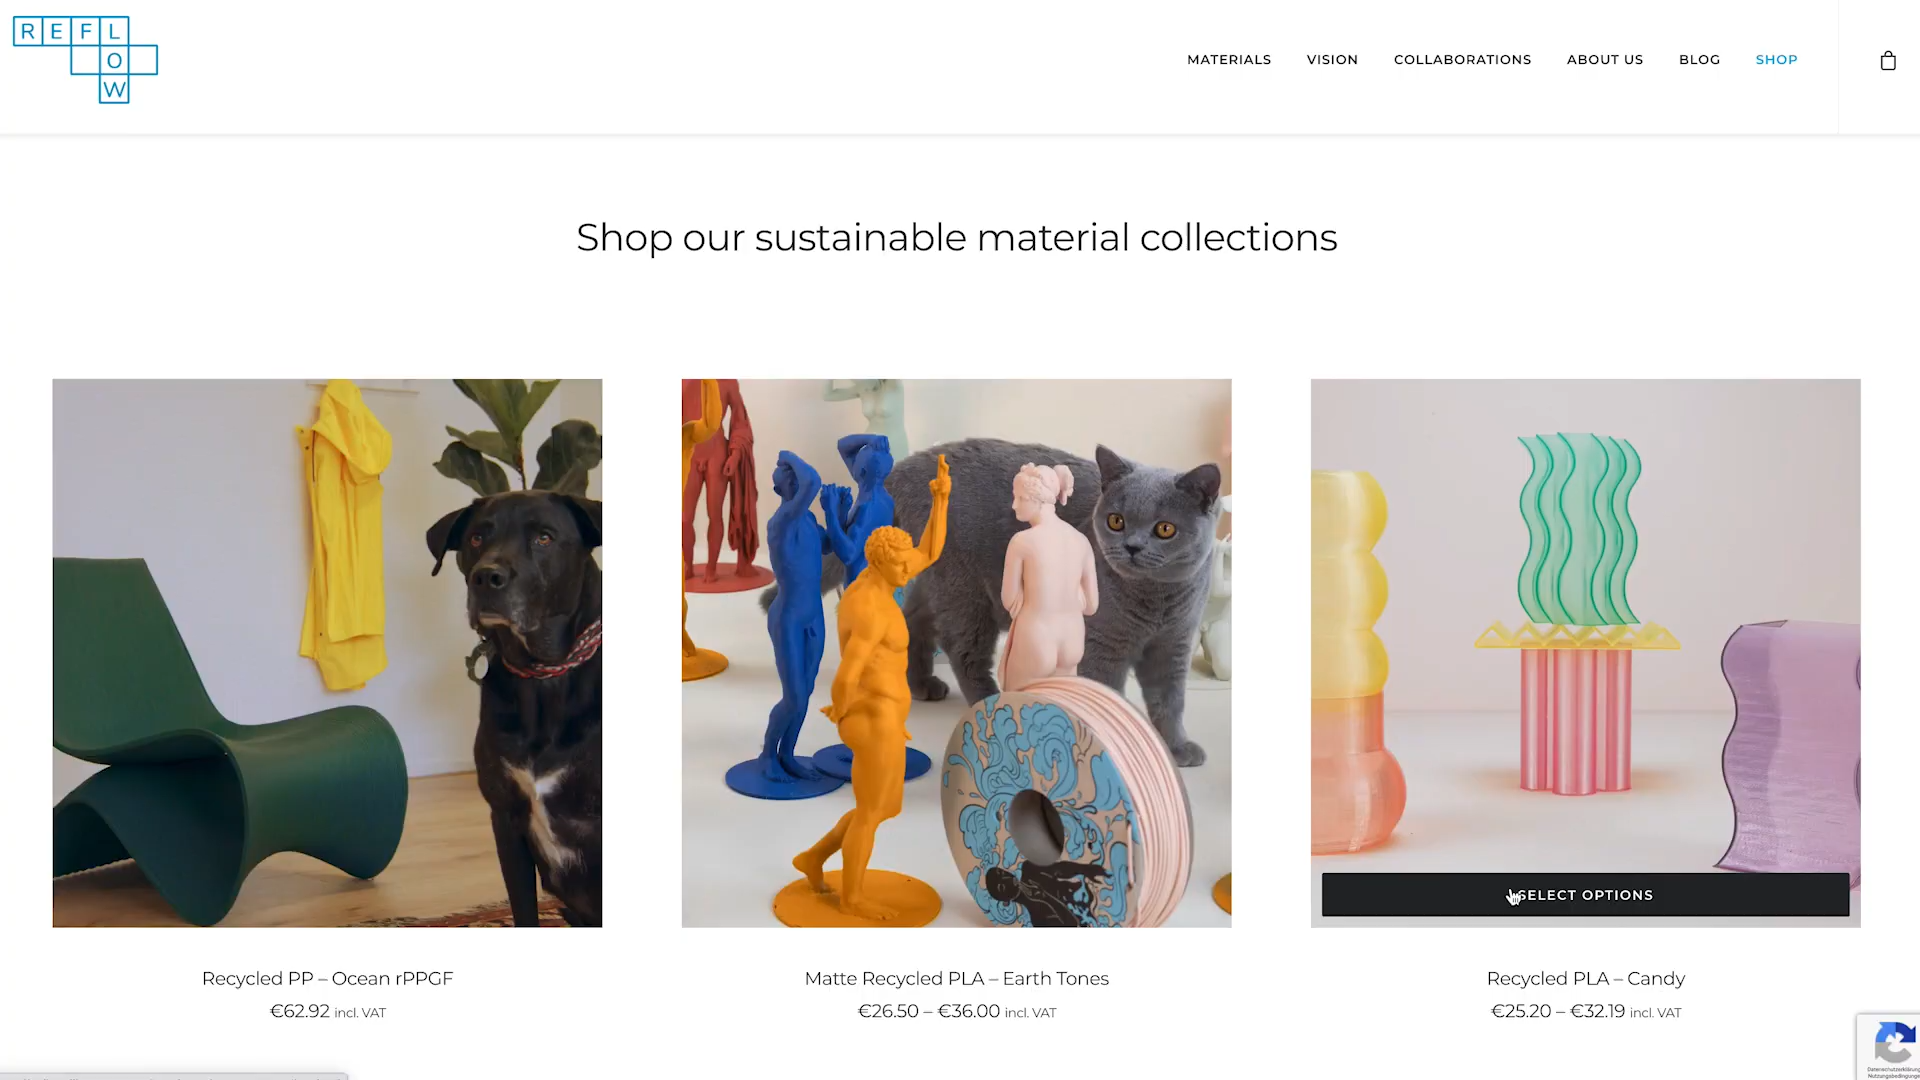 REFLOW
MATERIALS VISION COLLABORATIONS ABOUT US BLOG SHOP
Shop our sustainable material collections
SELECT OPTIONS
Recycled PP – Ocean rPPGF
€62.92 incl. VAT
Matte Recycled PLA – Earth Tones
€26.50 – €36.00 incl. VAT
Recycled PLA – Candy
€25.20 – €32.19 incl. VAT